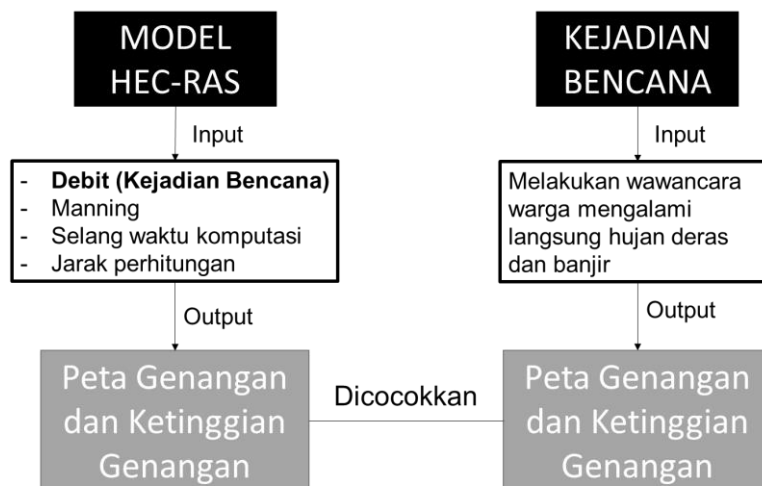 MODEL
HEC-RAS
Input
- Debit (Kejadian Bencana)
- Manning
- Selang waktu komputasi
- Jarak perhitungan
Output
Peta Genangan
dan Ketinggian
Genangan
Dicocokkan
KEJADIAN
BENCANA
Input
Melakukan wawancara
warga mengalami
langsung hujan deras
dan banjir
Output
Peta Genangan
dan Ketinggian
Genangan